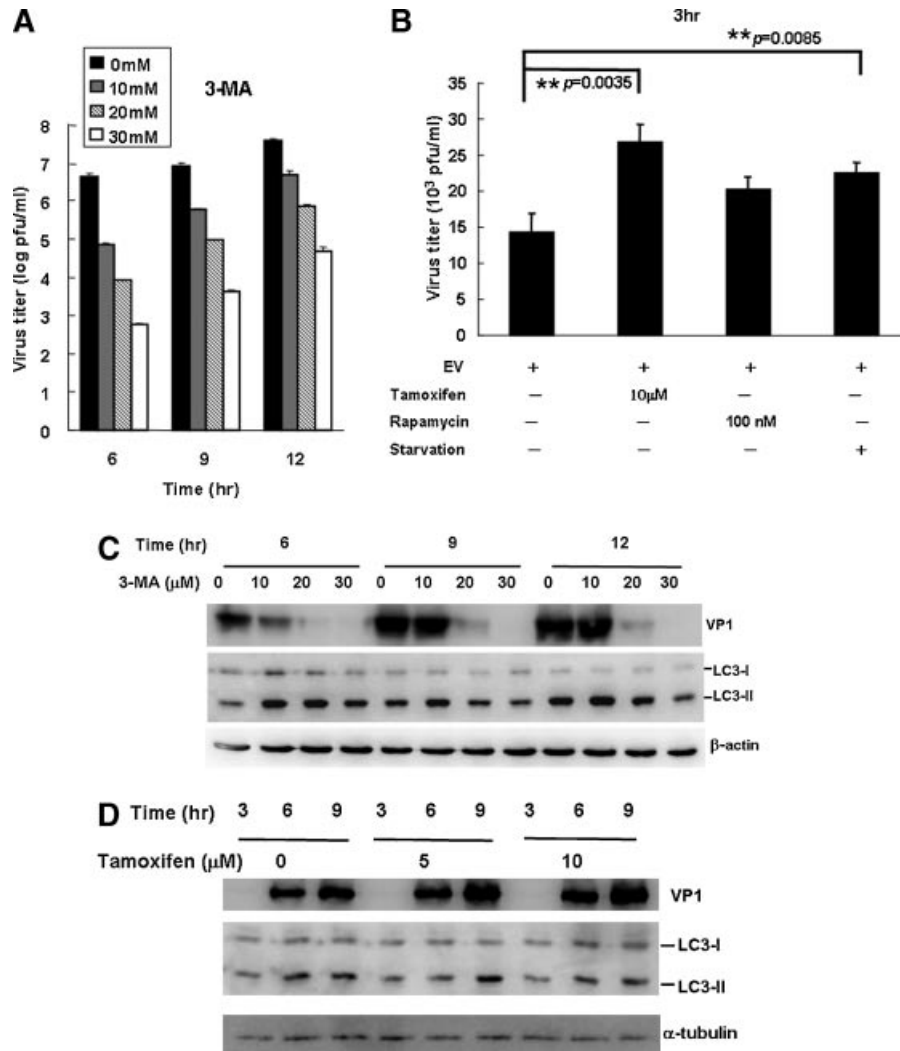 A
0mM
10mM
20mM
30mM
3-MA
Virus titer (log pfu/ml)
8
7
6
5
4
3
2
1
0
6 9 12
Time (hr)
B
3hr
** p=0.0085
** p=0.0035
Virus titer (10³ pfu/ml)
35
30
25
20
15
10
5
0
EV + + + +
Tamoxifen – 10μM – –
Rapamycin – – 100 nM –
Starvation – – – +
C
Time (hr) 6 9 12
3-MA (μM) 0 10 20 30 0 10 20 30 0 10 20 30
VP1
LC3-I
LC3-II
β-actin
D
Time (hr) 3 6 9 3 6 9 3 6 9
Tamoxifen (μM) 0 5 10
VP1
LC3-I
LC3-II
α-tubulin